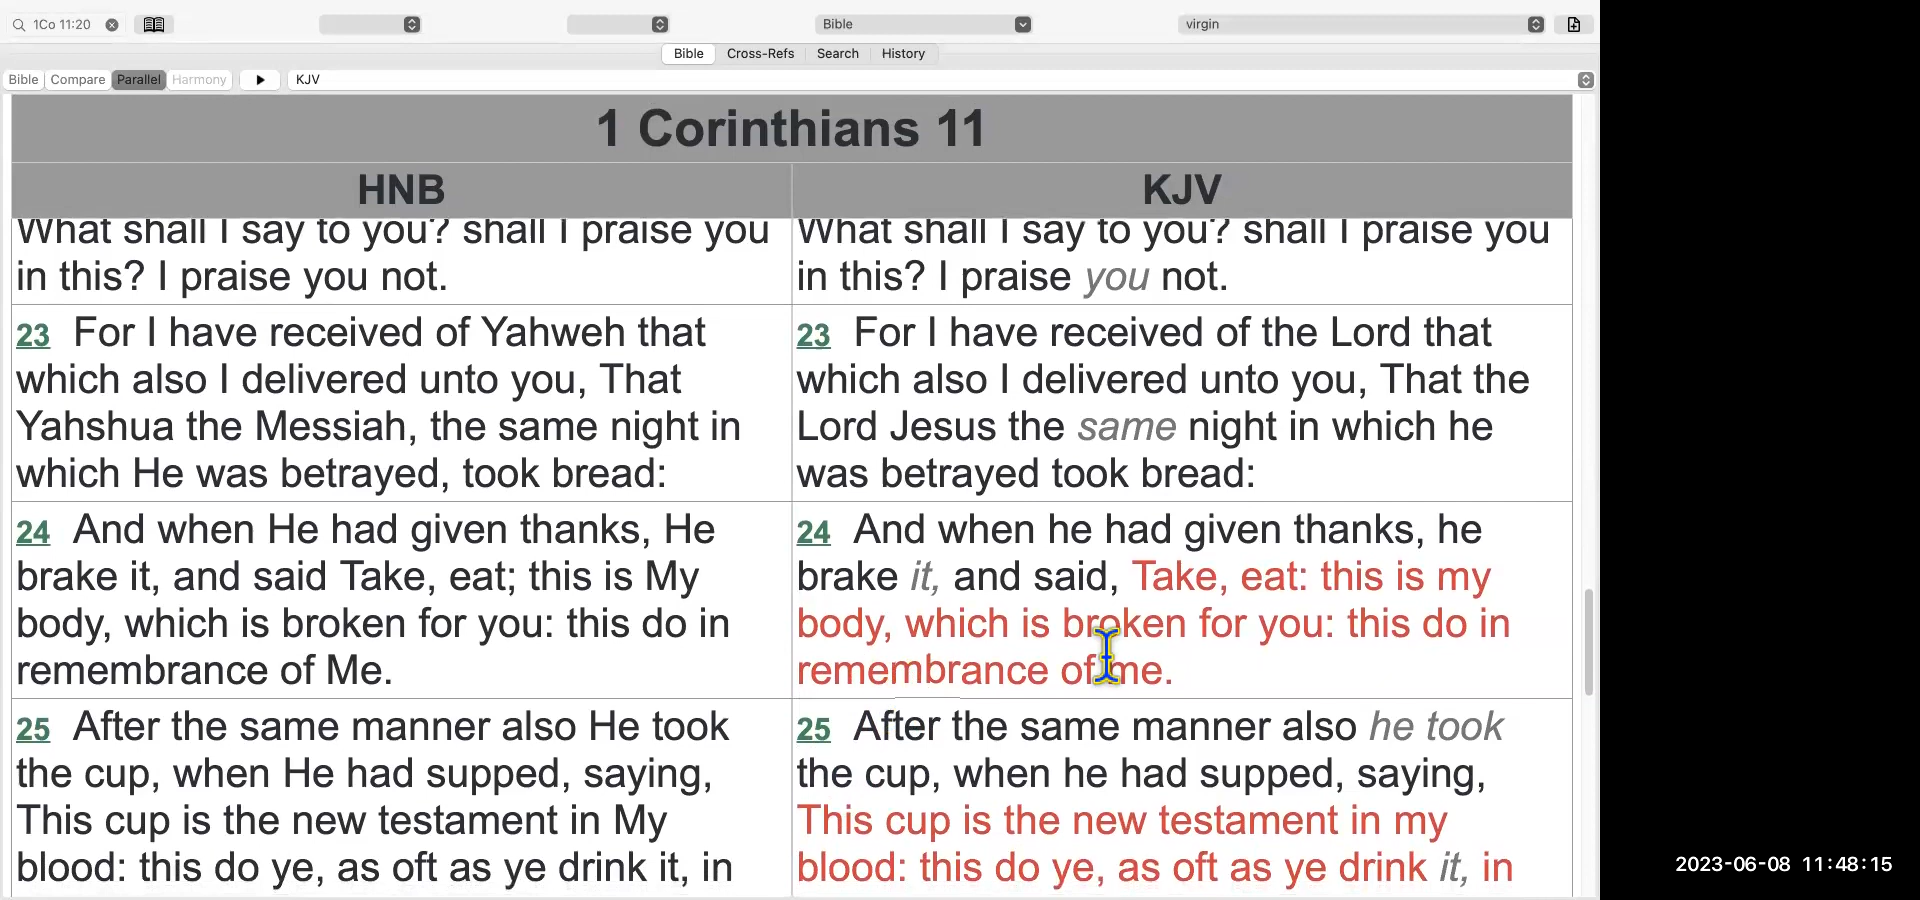 1Co 11:20
Bible
virgin
Bible Cross-Refs Search History
Bible Compare Parallel Harmony KJV
1 Corinthians 11
HNB
What shall I say to you? shall I praise you
in this? I praise you not.
23 For I have received of Yahweh that
which also I delivered unto you, That
Yahshua the Messiah, the same night in
which He was betrayed, took bread:
24 And when He had given thanks, He
brake it, and said Take, eat; this is My
body, which is broken for you: this do in
remembrance of Me.
25 After the same manner also He took
the cup, when He had supped, saying,
This cup is the new testament in My
blood: this do ye, as oft as ye drink it, in
KJV
What shall I say to you? shall I praise you
in this? I praise you not.
23 For I have received of the Lord that
which also I delivered unto you, That the
Lord Jesus the same night in which he
was betrayed took bread:
24 And when he had given thanks, he
brake it, and said, Take, eat: this is my
body, which is broken for you: this do in
remembrance of me.
25 After the same manner also he took
the cup, when he had supped, saying,
This cup is the new testament in my
blood: this do ye, as oft as ye drink it, in
2023-06-08 11:48:15